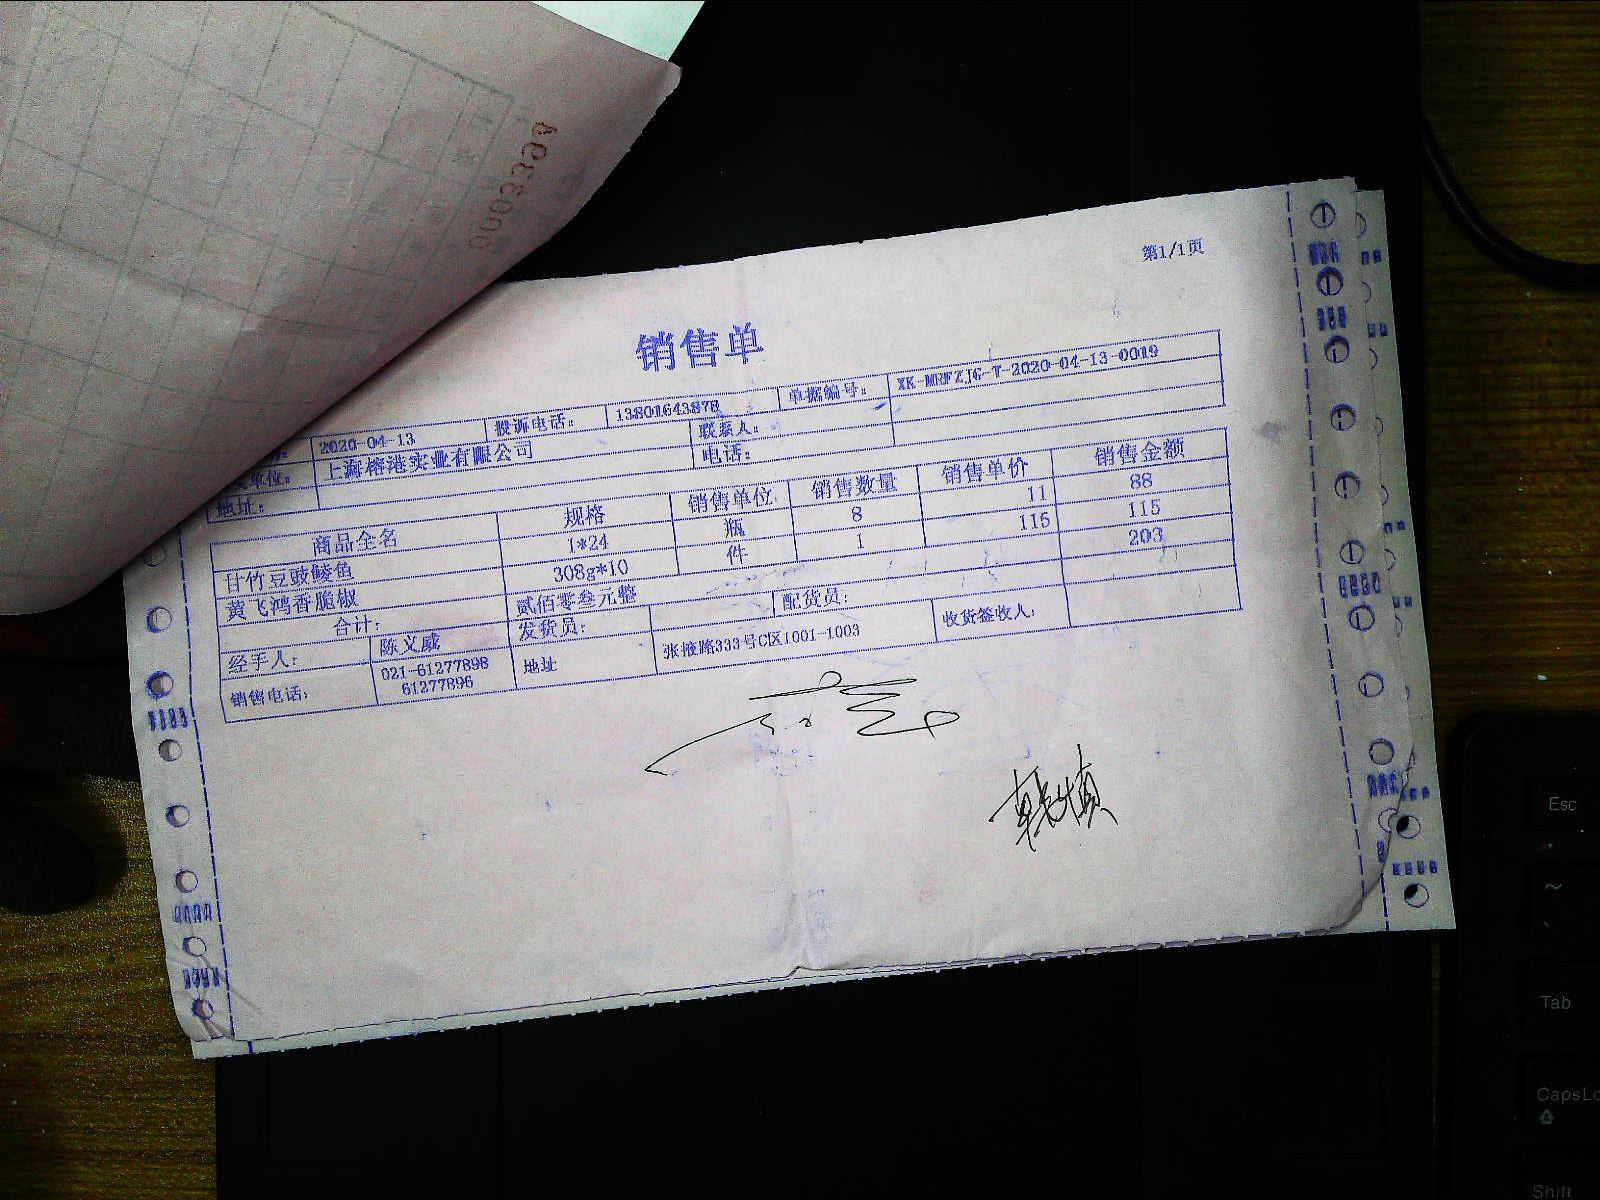 0003399
第1/1页
销售单
2020-04-13 投诉电话: 13801643878 单据编号: XK-MRFZJG-T-2020-04-13-0019
单位: 上海榕港实业有限公司 联系人:
地址: 电话:
商品全名 规格 销售单位 销售数量 销售单价 销售金额
甘竹豆豉鲮鱼 1*24 瓶 8 11 88
黄飞鸿香脆椒 308g*10 件 1 115 115
合计: 贰佰零叁元整 203
经手人: 陈义威 发货员: 配货员:
销售电话: 021-61277898 地址 张掖路333号C区1001-1003 收货签收人:
61277896
韩慎
Esc
~
Tab
CapsLo
Shift